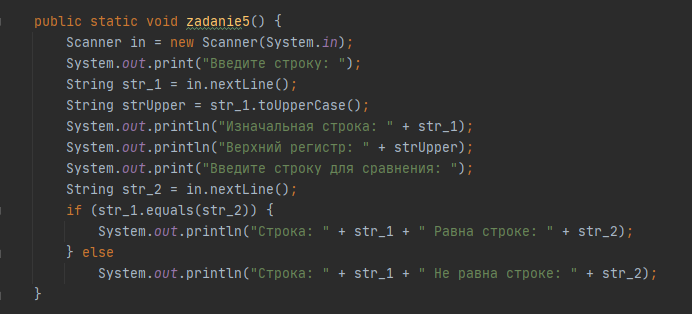 public static void zadanie5() {
Scanner in = new Scanner(System.in);
System.out.print("Введите строку: ");
String str_1 = in.nextLine();
String strUpper = str_1.toUpperCase();
System.out.println("Изначальная строка: " + str_1);
System.out.println("Верхний регистр: " + strUpper);
System.out.print("Введите строку для сравнения: ");
String str_2 = in.nextLine();
if (str_1.equals(str_2)) {
System.out.println("Строка: " + str_1 + " Равна строке: " + str_2);
} else
System.out.println("Строка: " + str_1 + " Не равна строке: " + str_2);
}